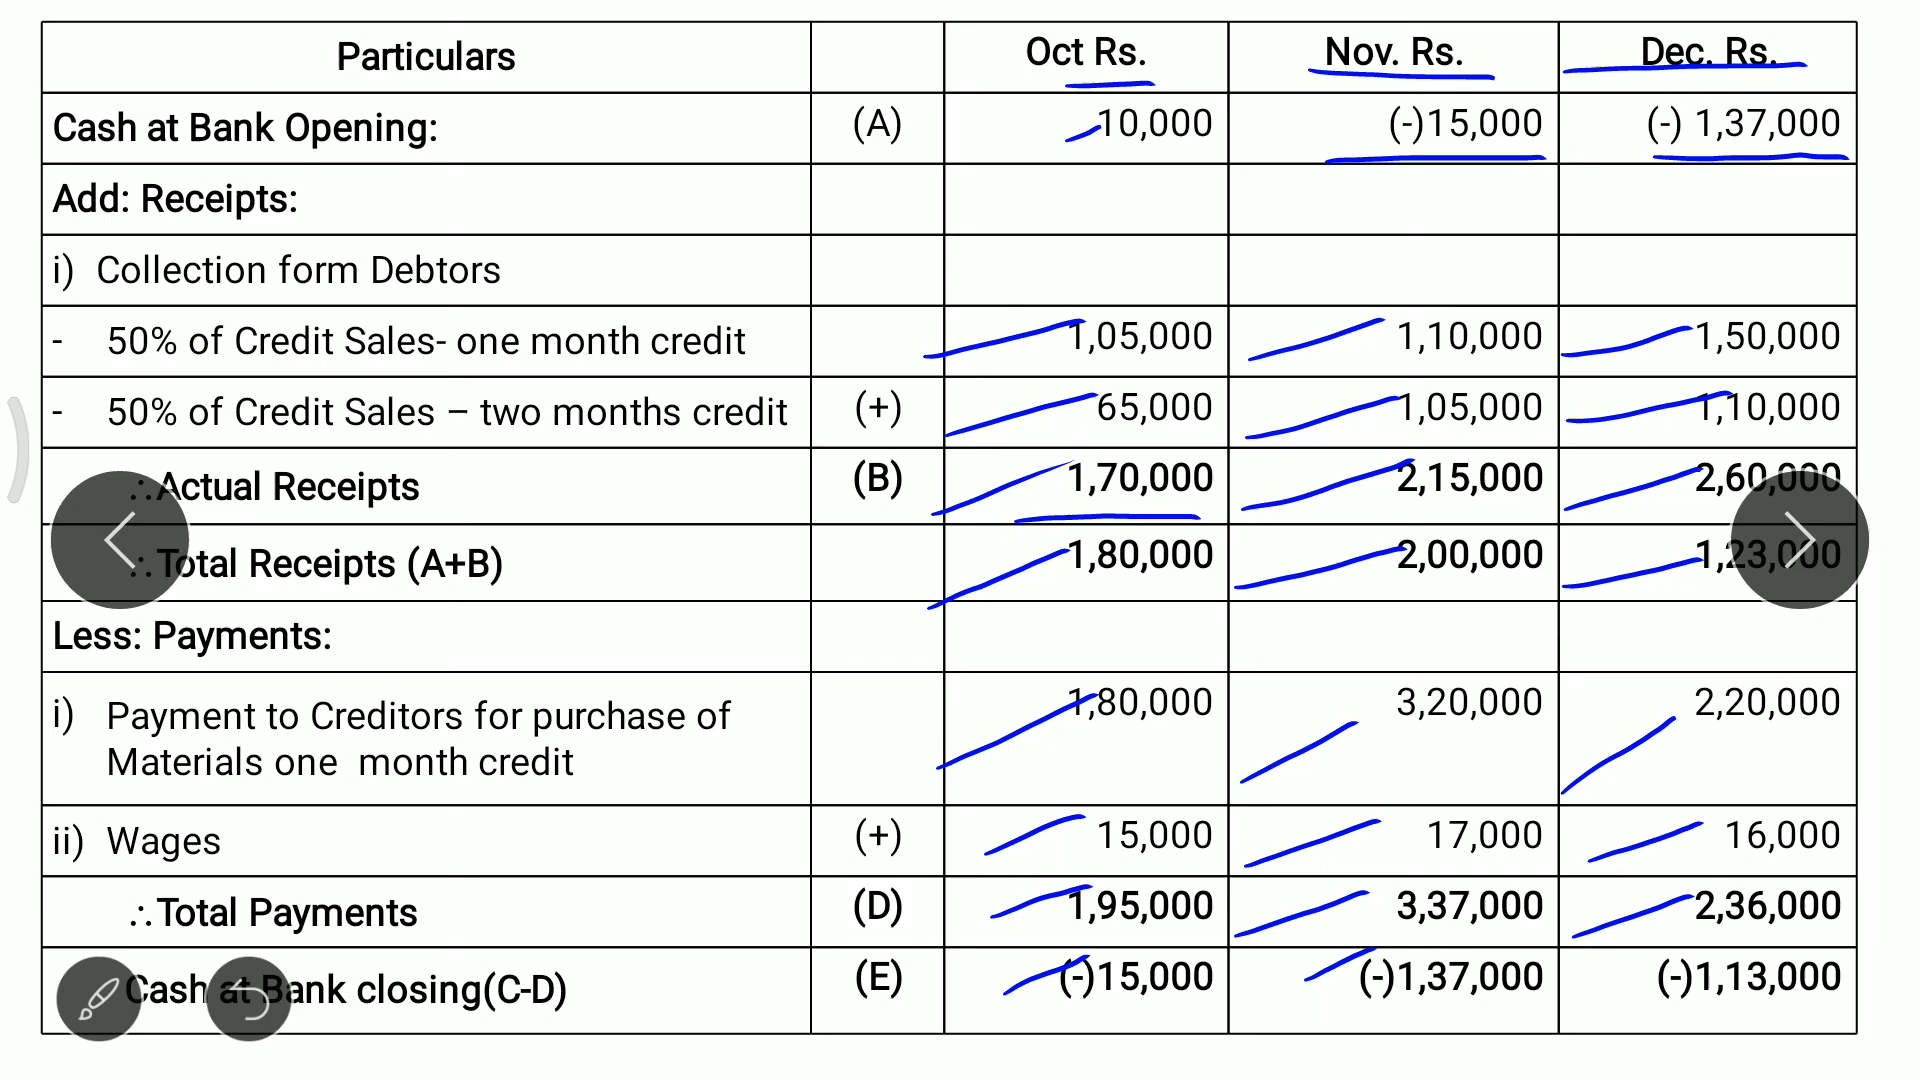 Particulars Oct Rs. Nov. Rs. Dec. Rs.
Cash at Bank Opening: (A) 10,000 (-)15,000 (-) 1,37,000
Add: Receipts:
i) Collection form Debtors
- 50% of Credit Sales- one month credit 1,05,000 1,10,000 1,50,000
- 50% of Credit Sales – two months credit (+) 65,000 1,05,000 1,10,000
∴Actual Receipts (B) 1,70,000 2,15,000 2,60,000
∴Total Receipts (A+B) 1,80,000 2,00,000 1,23,000
Less: Payments:
i) Payment to Creditors for purchase of 1,80,000 3,20,000 2,20,000
Materials one month credit
ii) Wages (+) 15,000 17,000 16,000
∴Total Payments (D) 1,95,000 3,37,000 2,36,000
Cash at Bank closing(C-D) (E) (-)15,000 (-)1,37,000 (-)1,13,000